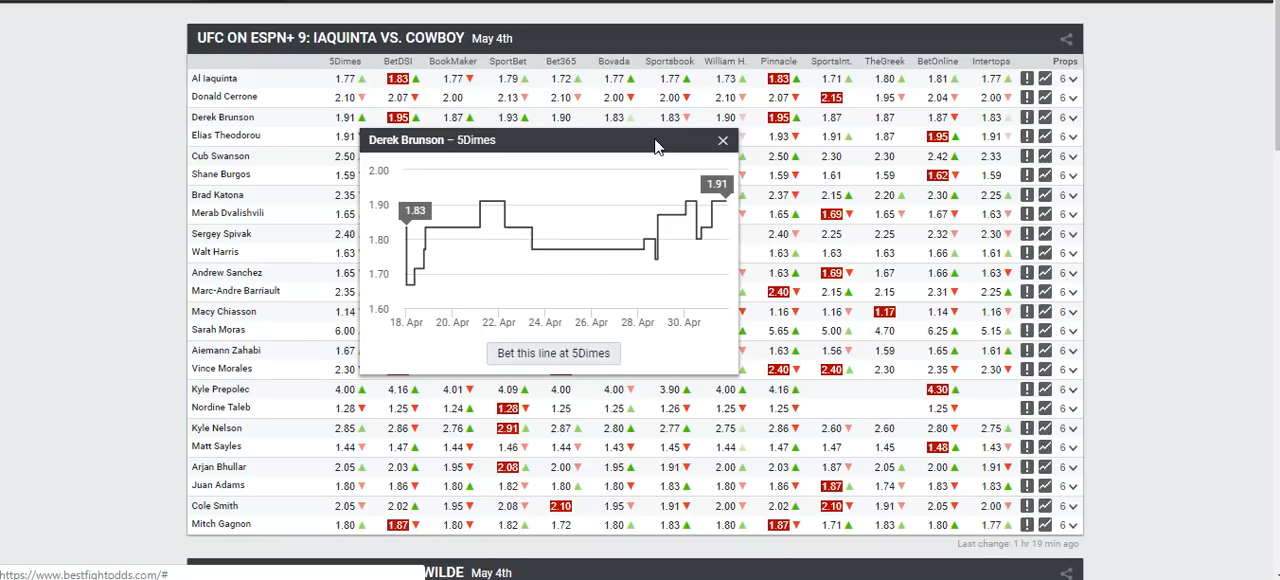 UFC ON ESPN+ 9: IAQUINTA VS. COWBOY May 4th
5Dimes BetDSI BookMaker SportBet Bet365 Bovada Sportsbook William H. Pinnacle SportsInt. TheGreek BetOnline Intertops Props
Al Iaquinta 1.77 1.83 1.77 1.79 1.72 1.77 1.77 1.73 1.83 1.71 1.80 1.81 1.77 6
Donald Cerrone 2.10 2.07 2.00 2.13 2.10 2.00 2.00 2.10 2.07 2.15 1.95 2.04 2.00 6
Derek Brunson 1.91 1.95 1.87 1.93 1.90 1.83 1.83 1.90 1.95 1.87 1.87 1.87 1.83 6
Elias Theodorou 1.91 1.93 1.91 1.87 1.95 1.91 6
Cub Swanson 2.50 2.50 2.30 2.30 2.42 2.33 6
Shane Burgos 1.59 1.59 1.61 1.59 1.62 1.59 6
Brad Katona 2.35 2.37 2.15 2.20 2.30 2.25 6
Merab Dvalishvili 1.65 1.65 1.69 1.65 1.67 1.63 6
Sergey Spivak 2.40 2.40 2.25 2.25 2.32 2.30 6
Walt Harris 1.63 1.63 1.63 1.63 1.66 1.61 6
Andrew Sanchez 1.65 1.63 1.69 1.67 1.66 1.63 6
Marc-Andre Barriault 2.35 2.40 2.15 2.15 2.31 2.25 6
Macy Chiasson 1.14 1.16 1.16 1.17 1.14 1.16 6
Sarah Moras 6.00 5.65 5.00 4.70 6.25 5.15 6
Aiemann Zahabi 1.67 1.63 1.56 1.59 1.65 1.61 6
Vince Morales 2.30 2.40 2.40 2.30 2.35 2.30 6
Derek Brunson – 5Dimes
2.00
1.91
1.90
1.83
1.80
1.70
1.60
18. Apr 20. Apr 22. Apr 24. Apr 26. Apr 28. Apr 30. Apr
Bet this line at 5Dimes
Kyle Prepolec 4.00 4.16 4.01 4.09 4.00 4.00 3.90 4.00 4.16 4.30 6
Nordine Taleb 1.28 1.25 1.24 1.28 1.25 1.25 1.26 1.25 1.25 1.25 6
Kyle Nelson 2.85 2.86 2.76 2.91 2.87 2.80 2.77 2.75 2.86 2.60 2.60 2.80 2.75 6
Matt Sayles 1.44 1.47 1.44 1.46 1.44 1.43 1.45 1.44 1.47 1.47 1.45 1.48 1.43 6
Arjan Bhullar 2.05 2.03 1.95 2.08 2.00 1.95 1.91 2.00 2.03 1.87 2.05 2.00 1.91 6
Juan Adams 1.80 1.86 1.80 1.82 1.80 1.80 1.83 1.80 1.86 1.87 1.74 1.83 1.83 6
Cole Smith 2.05 2.02 1.95 2.08 2.10 1.95 1.91 2.00 2.02 2.10 1.91 2.05 2.00 6
Mitch Gagnon 1.80 1.87 1.80 1.82 1.72 1.80 1.83 1.80 1.87 1.71 1.83 1.80 1.77 6
Last change: 1 hr 19 min ago
https://www.bestfightodds.com/#
WILDE May 4th